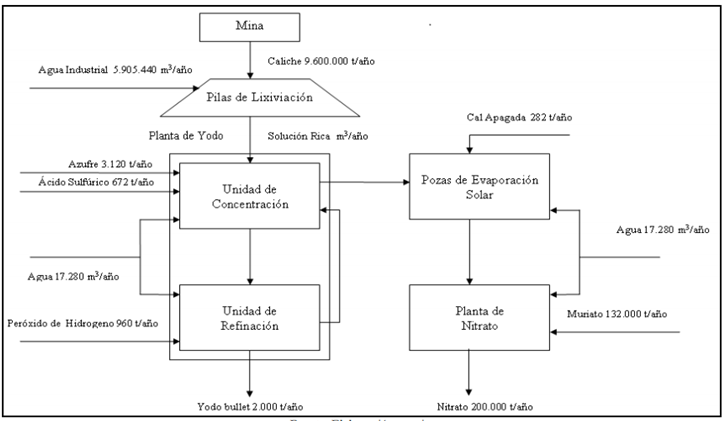 Mina
Caliche 9.600.000 t/año
Agua Industrial 5.905.440 m³/año
Pilas de Lixiviación
Cal Apagada 282 t/año
Planta de Yodo
Solución Rica m³/año
Azufre 3.120 t/año
Ácido Sulfúrico 672 t/año
Unidad de
Concentración
Pozas de Evaporación
Solar
Agua 17.280 m³/año
Agua 17.280 m³/año
Unidad de
Refinación
Planta de
Nitrato
Muriato 132.000 t/año
Peróxido de Hidrogeno 960 t/año
Yodo bullet 2.000 t/año
Nitrato 200.000 t/año